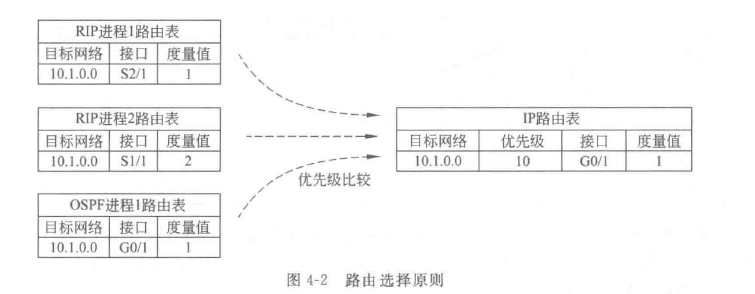 RIP进程1路由表
目标网络 接口 度量值
10.1.0.0 S2/1 1
RIP进程2路由表
目标网络 接口 度量值
10.1.0.0 S1/1 2
OSPF进程1路由表
目标网络 接口 度量值
10.1.0.0 G0/1 1
优先级比较
IP路由表
目标网络 优先级 接口 度量值
10.1.0.0 10 G0/1 1
图 4-2 路由选择原则